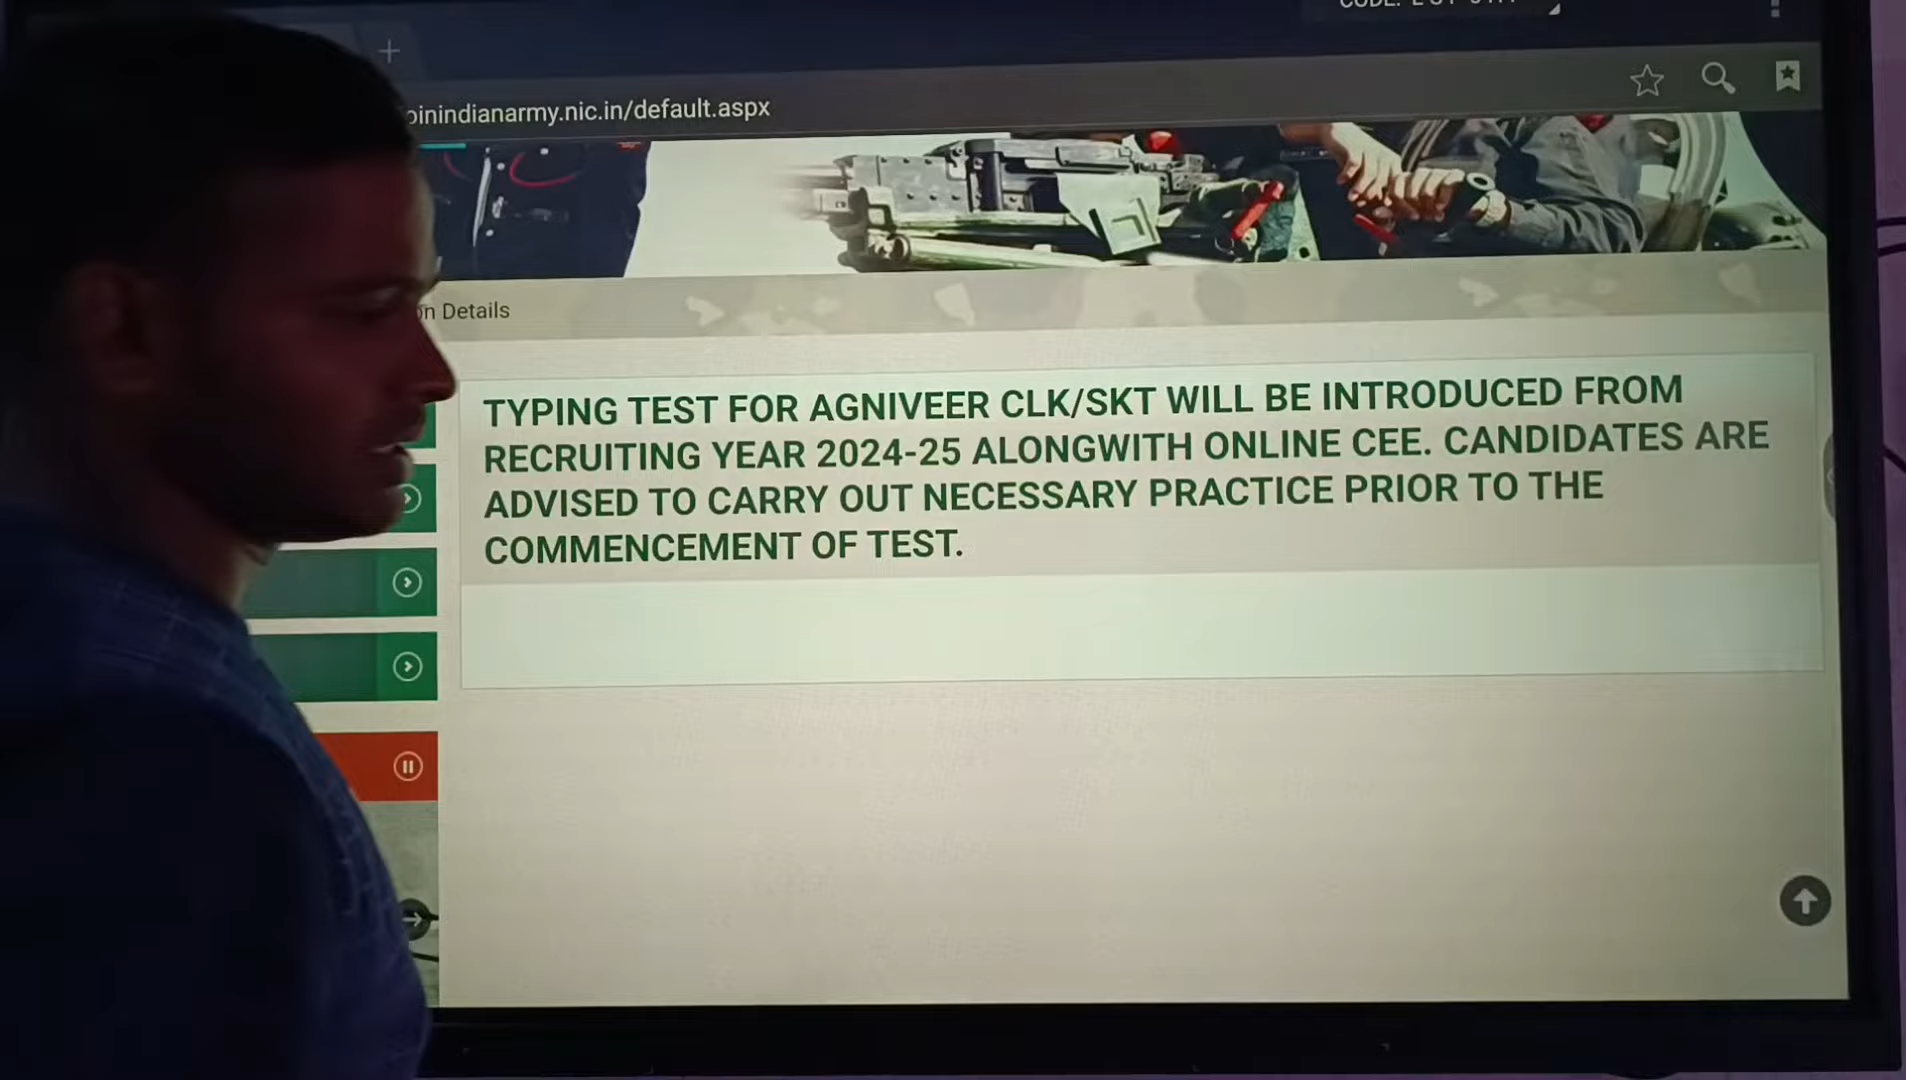 oinindianarmy.nic.in/default.aspx
Details
TYPING TEST FOR AGNIVEER CLK/SKT WILL BE INTRODUCED FROM
RECRUITING YEAR 2024-25 ALONGWITH ONLINE CEE. CANDIDATES ARE
ADVISED TO CARRY OUT NECESSARY PRACTICE PRIOR TO THE
COMMENCEMENT OF TEST.